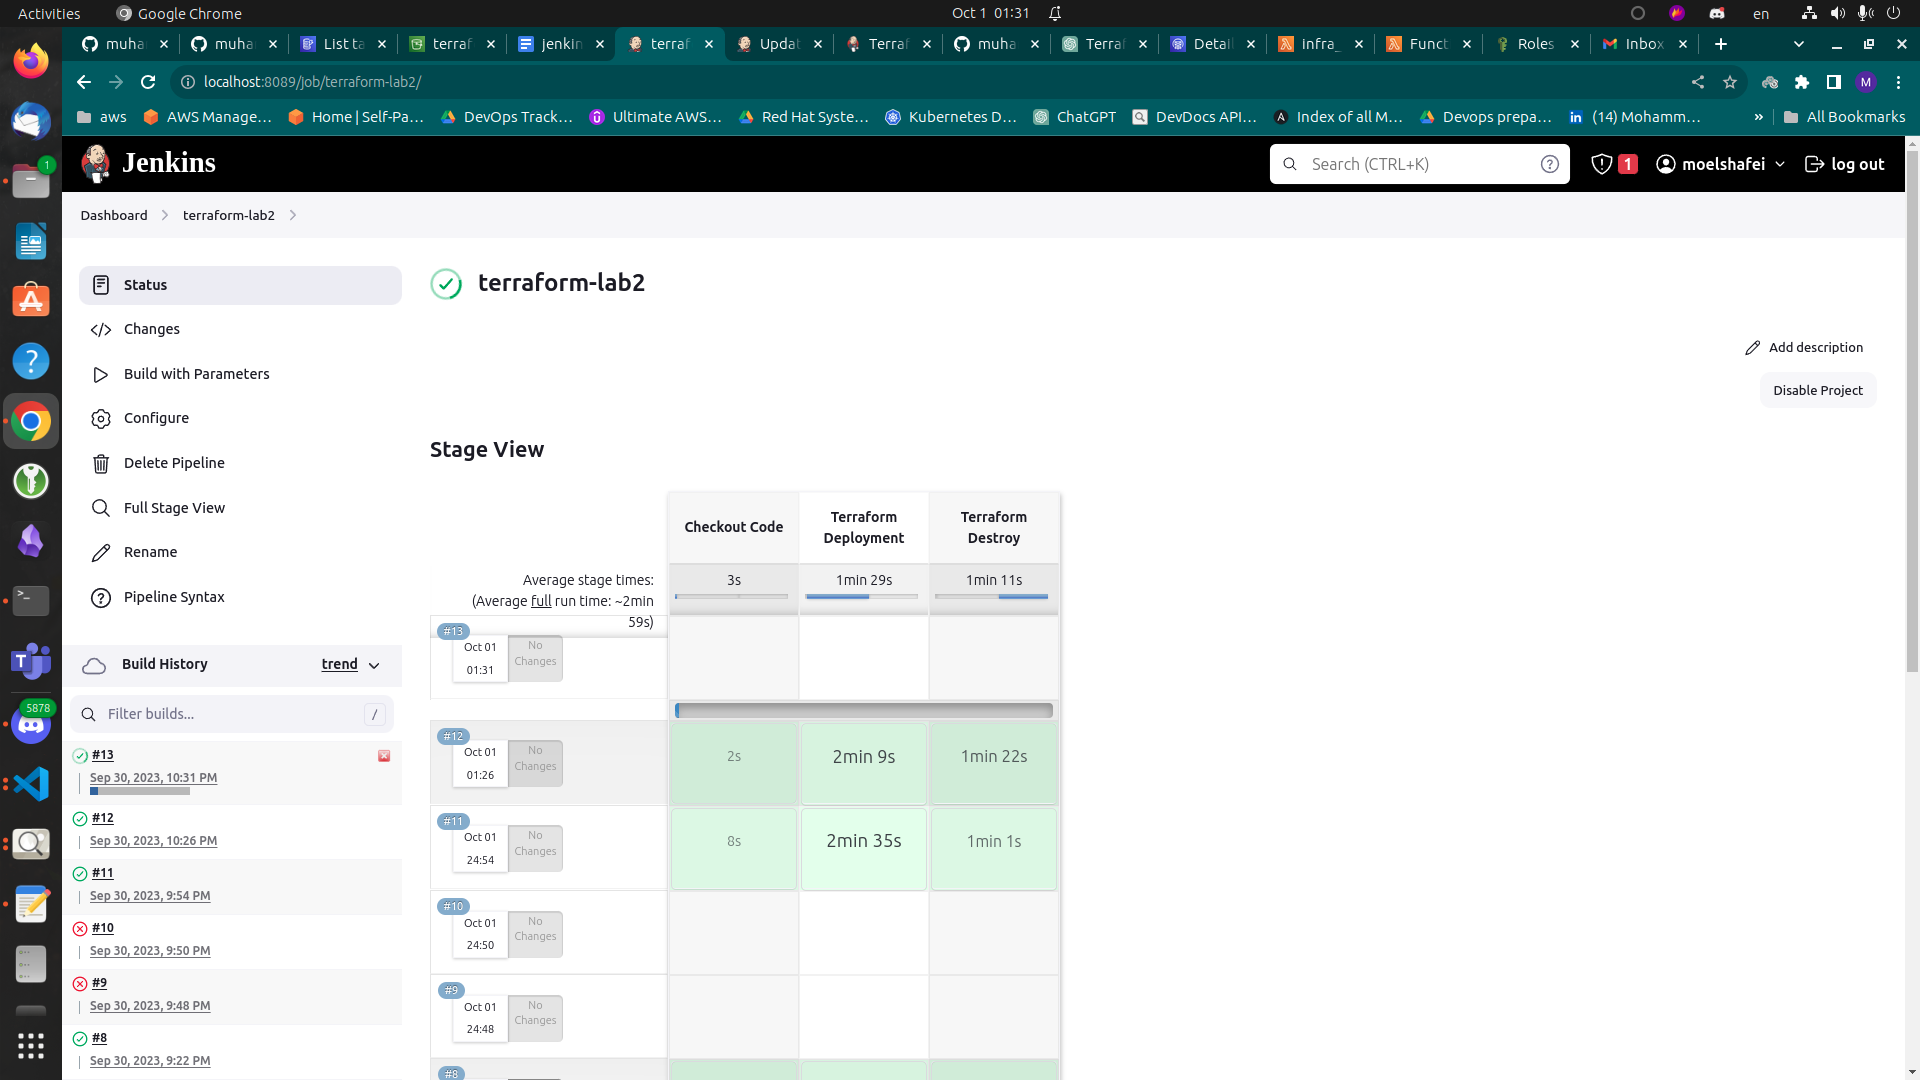 Activities
Google Chrome
Oct 1 01:31
en
muha
muha
List ta
terraf
Jenkin
terraf
Updat
Terraf
muha
Terraf
Detail
infra_
Funct
Roles
Inbox
localhost:8089/job/terraform-lab2/
M
aws
AWS Manage...
Home | Self-Pa...
DevOps Track...
Ultimate AWS...
Red Hat Syste...
Kubernetes D...
ChatGPT
DevDocs API...
Index of all M...
Devops prepa...
(14) Mohamm...
»
All Bookmarks
Jenkins
Search (CTRL+K)
1
moelshafei
log out
Dashboard
terraform-lab2
Status
Changes
Build with Parameters
Configure
Delete Pipeline
Full Stage View
Rename
Pipeline Syntax
Build History
trend
Filter builds...
/
#13
Sep 30, 2023, 10:31 PM
#12
Sep 30, 2023, 10:26 PM
#11
Sep 30, 2023, 9:54 PM
#10
Sep 30, 2023, 9:50 PM
#9
Sep 30, 2023, 9:48 PM
#8
Sep 30, 2023, 9:22 PM
terraform-lab2
Add description
Disable Project
Stage View
Checkout Code
Terraform
Deployment
Terraform
Destroy
Average stage times:
(Average full run time: ~2min
59s)
3s
1min 29s
1min 11s
#13
Oct 01
01:31
No
Changes
#12
Oct 01
01:26
No
Changes
2s
2min 9s
1min 22s
#11
Oct 01
24:54
No
Changes
8s
2min 35s
1min 1s
#10
Oct 01
24:50
No
Changes
#9
Oct 01
24:48
No
Changes
#8
1
5878